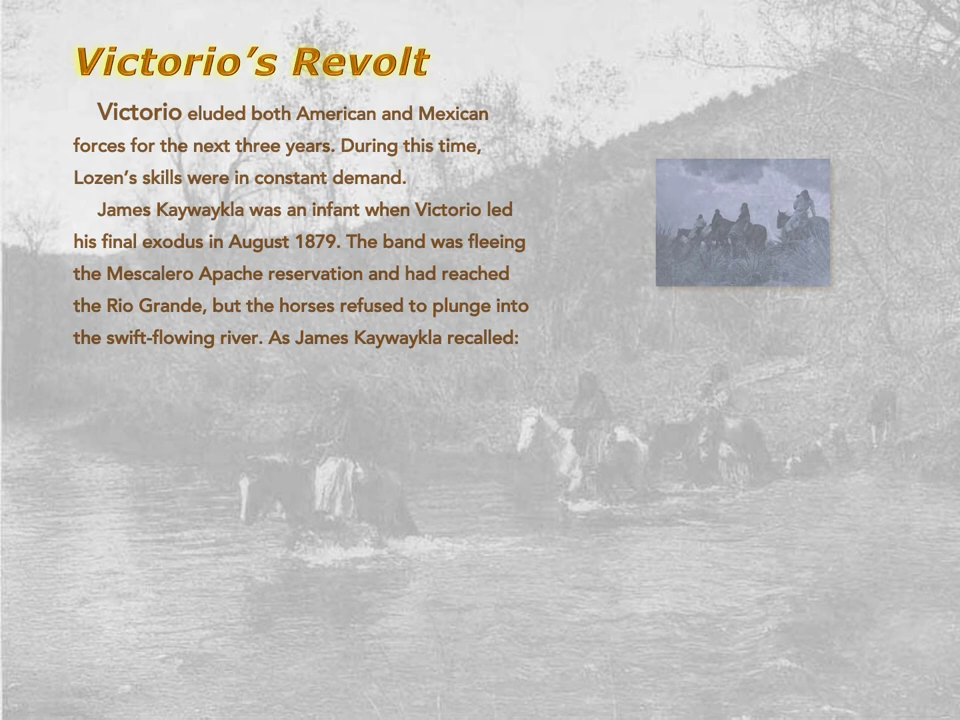 Victorio’s Revolt
Victorio eluded both American and Mexican
forces for the next three years. During this time,
Lozen’s skills were in constant demand.
James Kaywaykla was an infant when Victorio led
his final exodus in August 1879. The band was fleeing
the Mescalero Apache reservation and had reached
the Rio Grande, but the horses refused to plunge into
the swift-flowing river. As James Kaywaykla recalled: